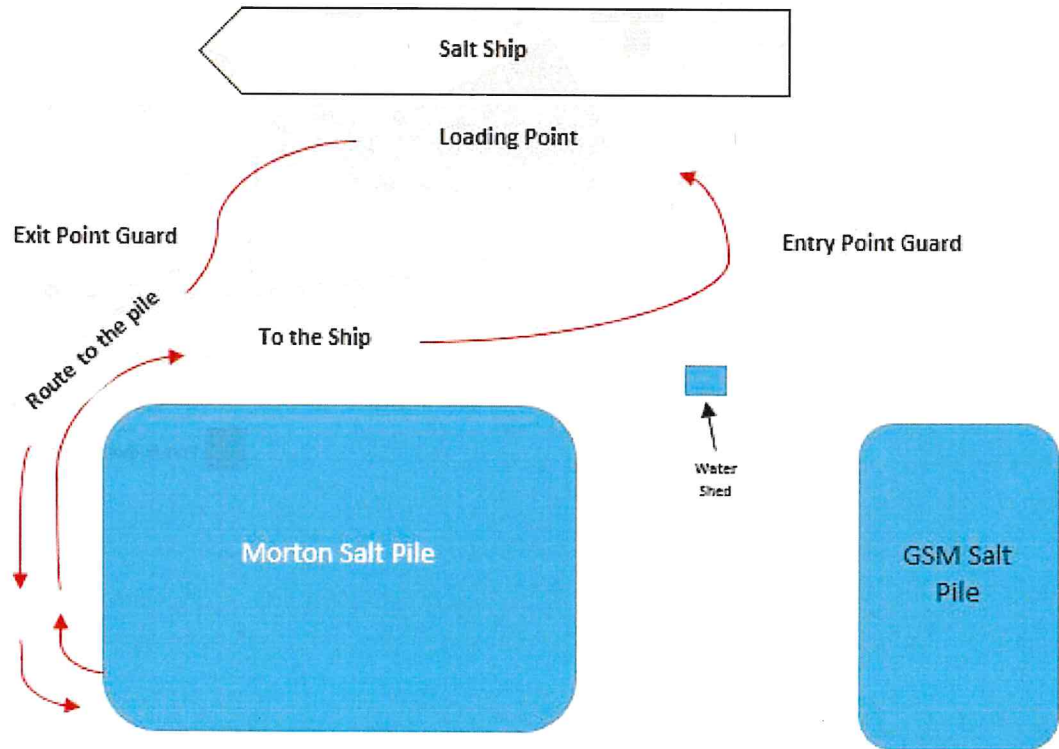 Salt Ship
Loading Point
Exit Point Guard
Entry Point Guard
Route to the pile
To the Ship
Water
Shed
Morton Salt Pile
GSM Salt
Pile